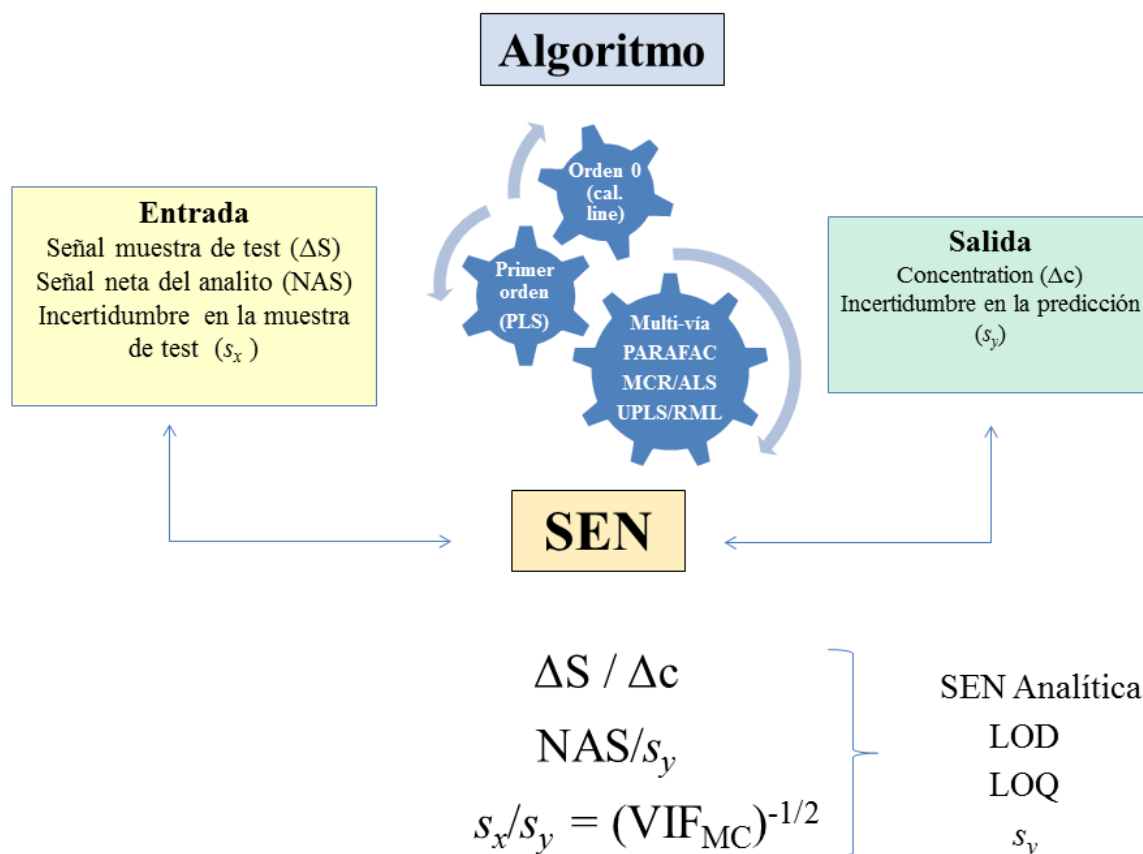 Algoritmo
Entrada
Señal muestra de test (ΔS)
Señal neta del analito (NAS)
Incertidumbre en la muestra
de test (sx )
Orden 0
(cal.
line)
Primer
orden
(PLS)
Multi-vía
PARAFAC
MCR/ALS
UPLS/RML
Salida
Concentration (Δc)
Incertidumbre en la predicción
(sy)
SEN
ΔS / Δc
NAS/sy
sx/sy = (VIFMC)-1/2
SEN Analítica
LOD
LOQ
sy